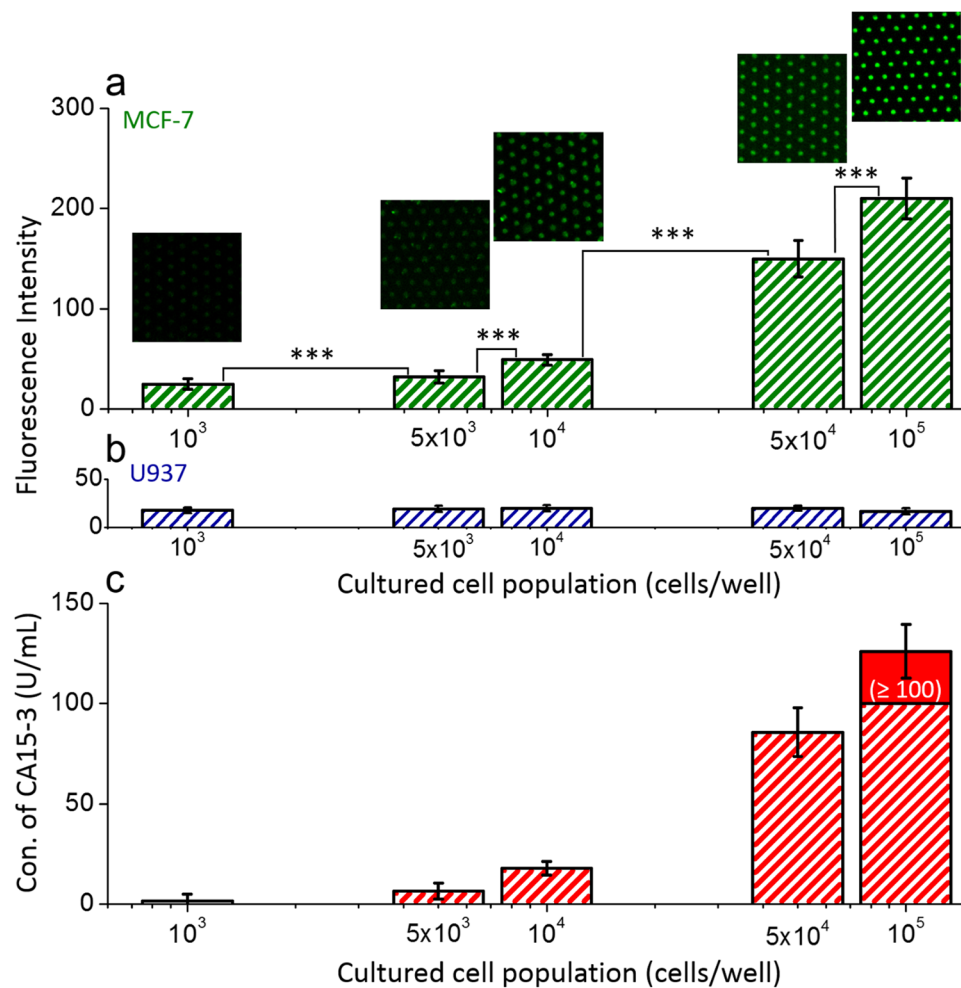 a
MCF-7
Fluorescence Intensity
300
200
100
0
***
***
***
***
10³
5x10³
10⁴
5x10⁴
10⁵
b
U937
50
0
10³
5x10³
10⁴
5x10⁴
10⁵
Cultured cell population (cells/well)
c
Con. of CA15-3 (U/mL)
150
100
50
0
(≥ 100)
10³
5x10³
10⁴
5x10⁴
10⁵
Cultured cell population (cells/well)